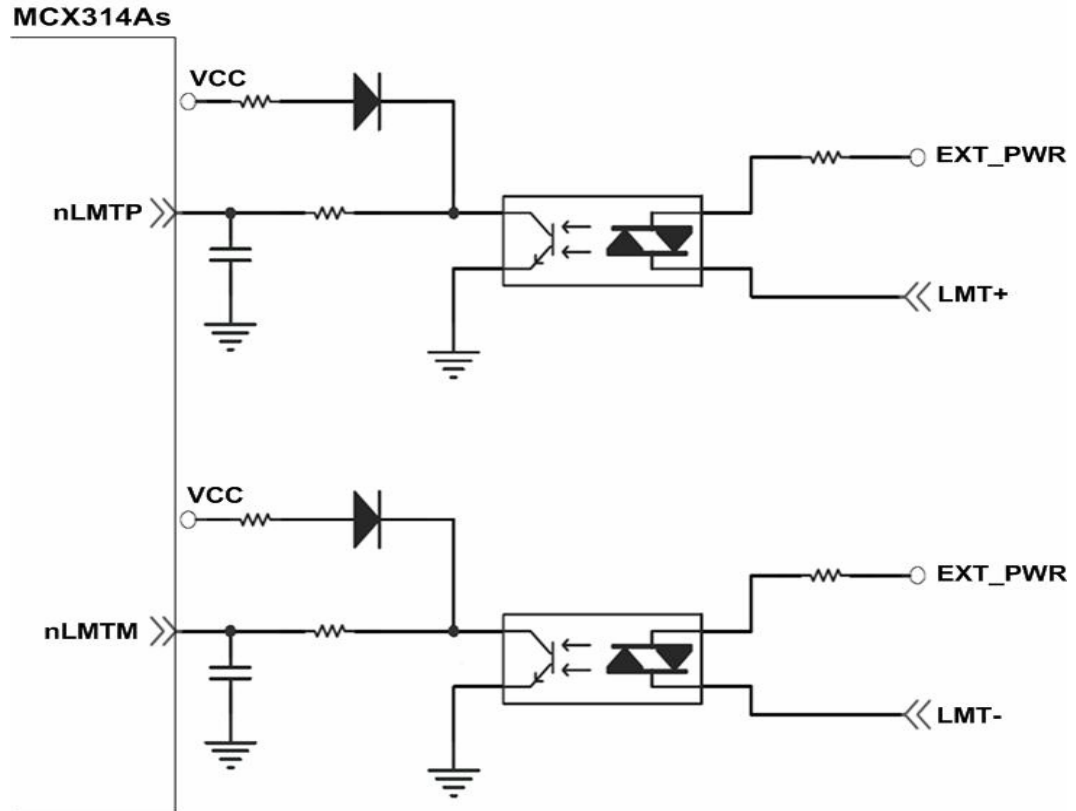 MCX314As
VCC
EXT_PWR
nLMTP
LMT+
VCC
EXT_PWR
nLMTM
LMT-